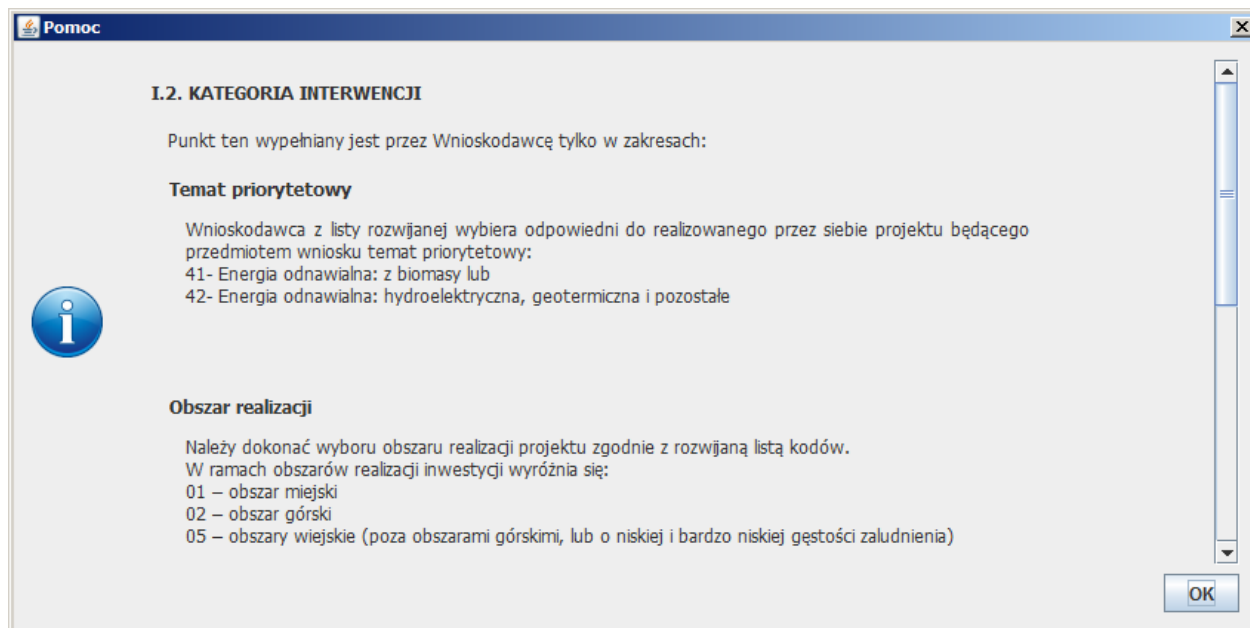 Pomoc
I.2. KATEGORIA INTERWENCJI
Punkt ten wypełniany jest przez Wnioskodawcę tylko w zakresach:
Temat priorytetowy
Wnioskodawca z listy rozwijanej wybiera odpowiedni do realizowanego przez siebie projektu będącego
przedmiotem wniosku temat priorytetowy:
41- Energia odnawialna: z biomasy lub
42- Energia odnawialna: hydroelektryczna, geotermiczna i pozostałe
Obszar realizacji
Należy dokonać wyboru obszaru realizacji projektu zgodnie z rozwijaną listą kodów.
W ramach obszarów realizacji inwestycji wyróżnia się:
01 – obszar miejski
02 – obszar górski
05 – obszary wiejskie (poza obszarami górskimi, lub o niskiej i bardzo niskiej gęstości zaludnienia)
OK